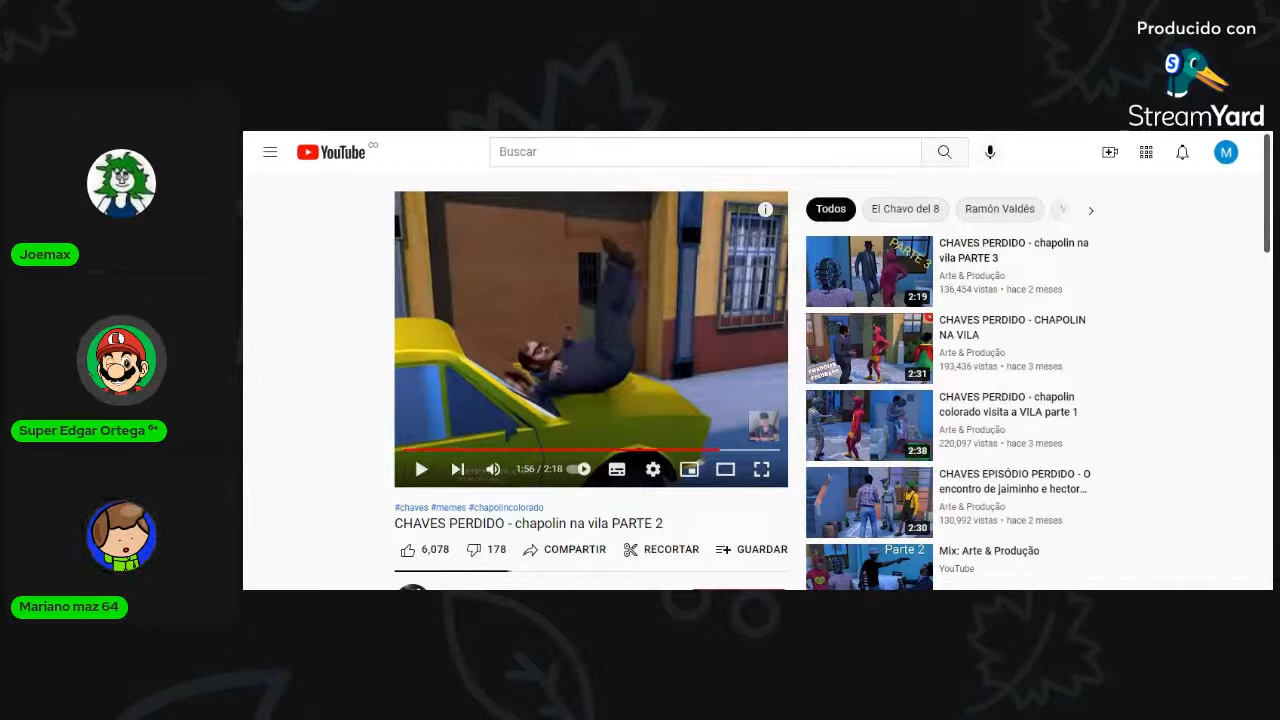 Producido con
StreamYard
YouTube CO
Buscar
M
Todos
El Chavo del 8
Ramón Valdés
V
PARTE 3
2:19
CHAVES PERDIDO - chapolin na
vila PARTE 3
Arte & Produção
136,454 vistas • hace 2 meses
CHAPOLIN
COLORADO
2:31
CHAVES PERDIDO - CHAPOLIN
NA VILA
Arte & Produção
193,436 vistas • hace 3 meses
2:38
CHAVES PERDIDO - chapolin
colorado visita a VILA parte 1
Arte & Produção
220,097 vistas • hace 3 meses
2:30
CHAVES EPISÓDIO PERDIDO - O
encontro de jaiminho e hector...
Arte & Produção
130,992 vistas • hace 2 meses
Parte 2
Mix: Arte & Produção
YouTube
1:56 / 2:18
#chaves #memes #chapolincolorado
CHAVES PERDIDO - chapolin na vila PARTE 2
6,078
178
COMPARTIR
RECORTAR
GUARDAR
Joemax
Super Edgar Ortega ⁶⁴
Mariano maz 64